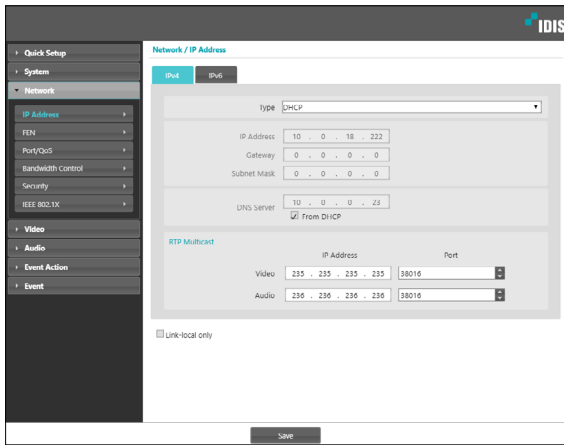 IDIS
Quick Setup
System
Network
IP Address
FEN
Port/QoS
Bandwidth Control
Security
IEEE 802.1X
Video
Audio
Event Action
Event
Network / IP Address
IPv4 IPv6
Type DHCP
IP Address 10 . 0 . 18 . 222
Gateway 0 . 0 . 0 . 0
Subnet Mask 0 . 0 . 0 . 0
DNS Server 10 . 0 . 0 . 23
From DHCP
RTP Multicast
IP Address Port
Video 235 . 235 . 235 . 235 38016
Audio 236 . 236 . 236 . 236 38016
Link-local only
Save